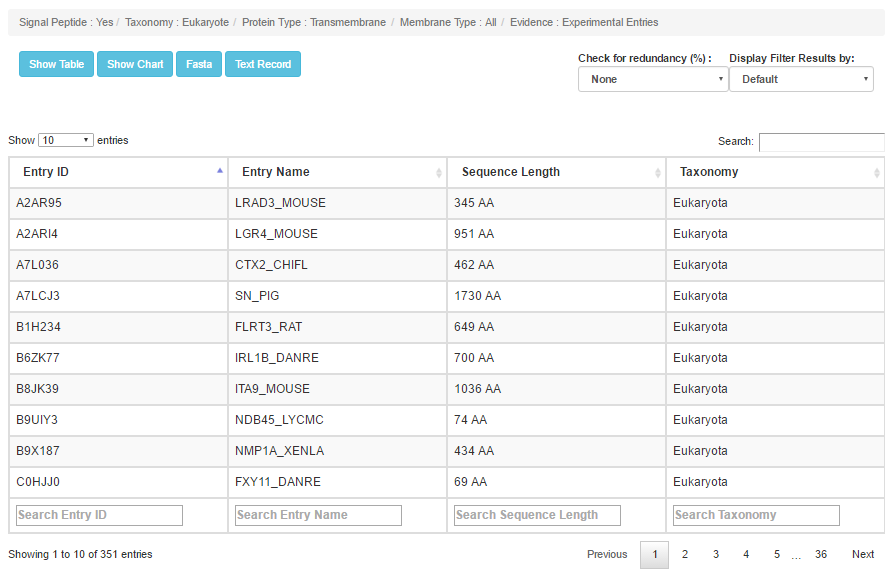 Signal Peptide : Yes / Taxonomy : Eukaryote / Protein Type : Transmembrane / Membrane Type : All / Evidence : Experimental Entries
Show Table Show Chart Fasta Text Record
Check for redundancy (%) : Display Filter Results by:
None Default
Show 10 entries Search:
Entry ID Entry Name Sequence Length Taxonomy
A2AR95 LRAD3_MOUSE 345 AA Eukaryota
A2ARI4 LGR4_MOUSE 951 AA Eukaryota
A7L036 CTX2_CHIFL 462 AA Eukaryota
A7LCJ3 SN_PIG 1730 AA Eukaryota
B1H234 FLRT3_RAT 649 AA Eukaryota
B6ZK77 IRL1B_DANRE 700 AA Eukaryota
B8JK39 ITA9_MOUSE 1036 AA Eukaryota
B9UIY3 NDB45_LYCMC 74 AA Eukaryota
B9X187 NMP1A_XENLA 434 AA Eukaryota
C0HJJ0 FXY11_DANRE 69 AA Eukaryota
Search Entry ID Search Entry Name Search Sequence Length Search Taxonomy
Showing 1 to 10 of 351 entries Previous 1 2 3 4 5 ... 36 Next